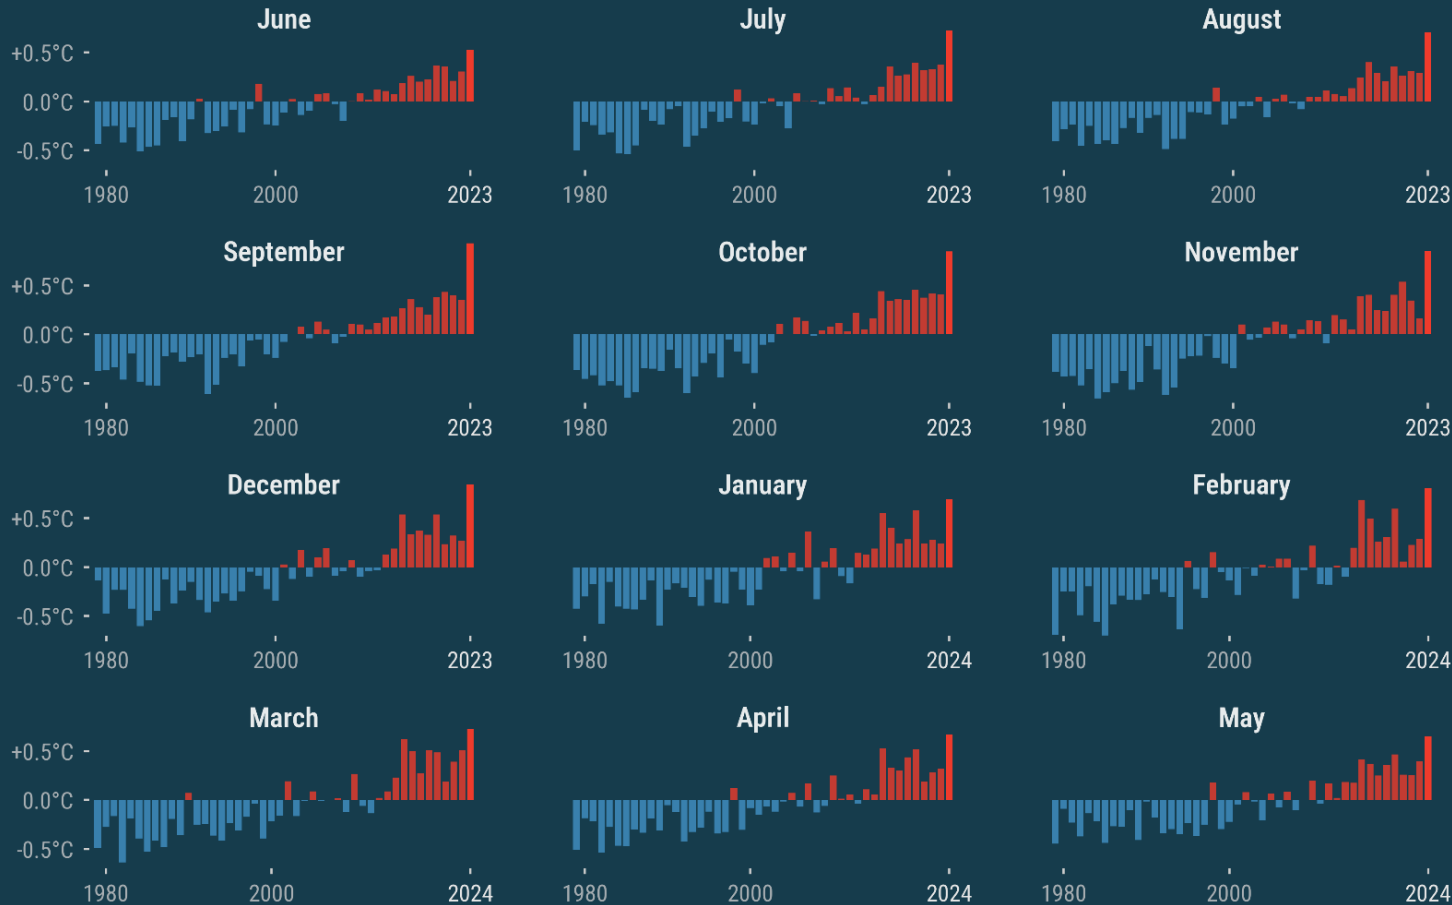 June July August
+0.5°C
0.0°C
-0.5°C
1980 2000 2023 1980 2000 2023 1980 2000 2023
September October November
+0.5°C
0.0°C
-0.5°C
1980 2000 2023 1980 2000 2023 1980 2000 2023
December January February
+0.5°C
0.0°C
-0.5°C
1980 2000 2023 1980 2000 2024 1980 2000 2024
March April May
+0.5°C
0.0°C
-0.5°C
1980 2000 2024 1980 2000 2024 1980 2000 2024